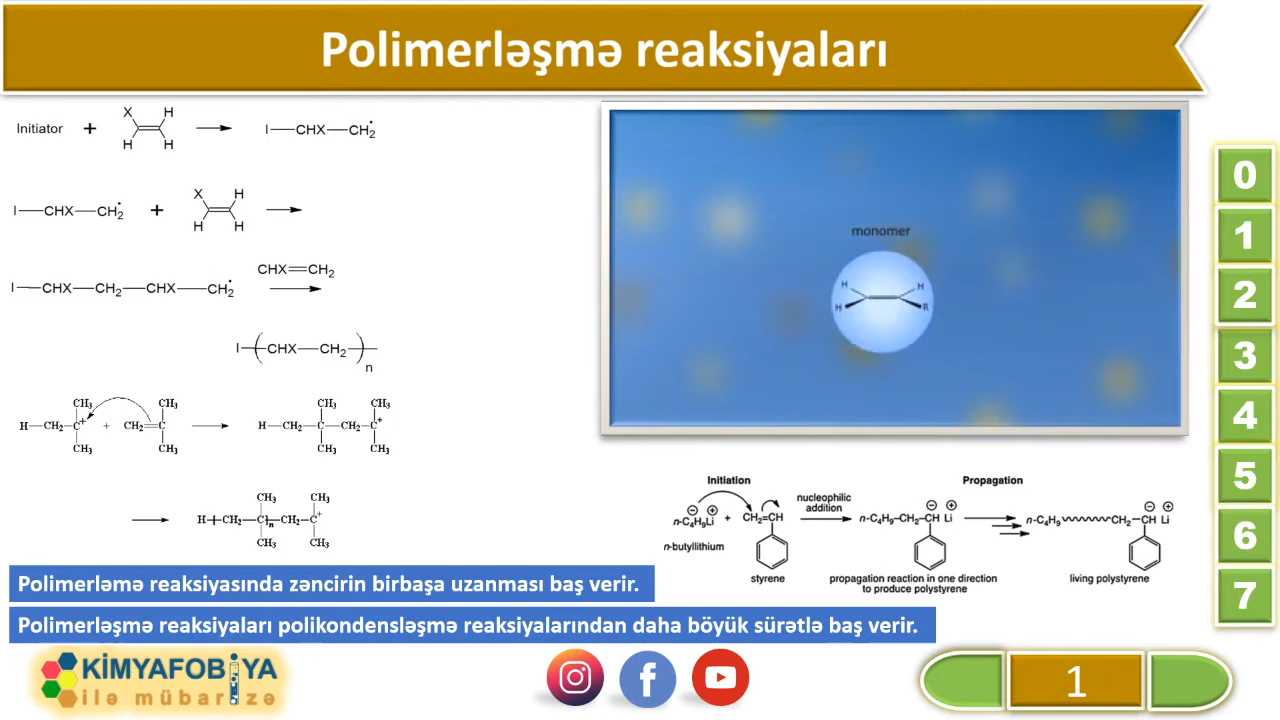 Polimerləşmə reaksiyaları
Initiator + X H H H I—CHX—CH2•
I—CHX—CH2• + X H H H
I—CHX—CH2—CHX—CH2• CHX=CH2
I—(CHX—CH2)n
CH3 CH3 CH3 CH3
H—CH2—C+ + CH2=C H—CH2—C—CH2—C+
CH3 CH3 CH3 CH3
CH3 CH3
H—CH2—C—n—CH2—C+
CH3 CH3
monomer
H H
H R
Initiation Propagation
nucleophilic
addition
n-C4H9Li + CH2=CH n-C4H9—CH2—CH Li n-C4H9 CH2—CH Li
n-butyllithium
styrene propagation reaction in one direction living polystyrene
to produce polystyrene
Polimerləmə reaksiyasında zəncirin birbaşa uzanması baş verir.
Polimerləşmə reaksiyaları polikondensləşmə reaksiyalarından daha böyük sürətlə baş verir.
0
1
2
3
4
5
6
7
KİMYAFOBİYA
ilə mübarizə
1